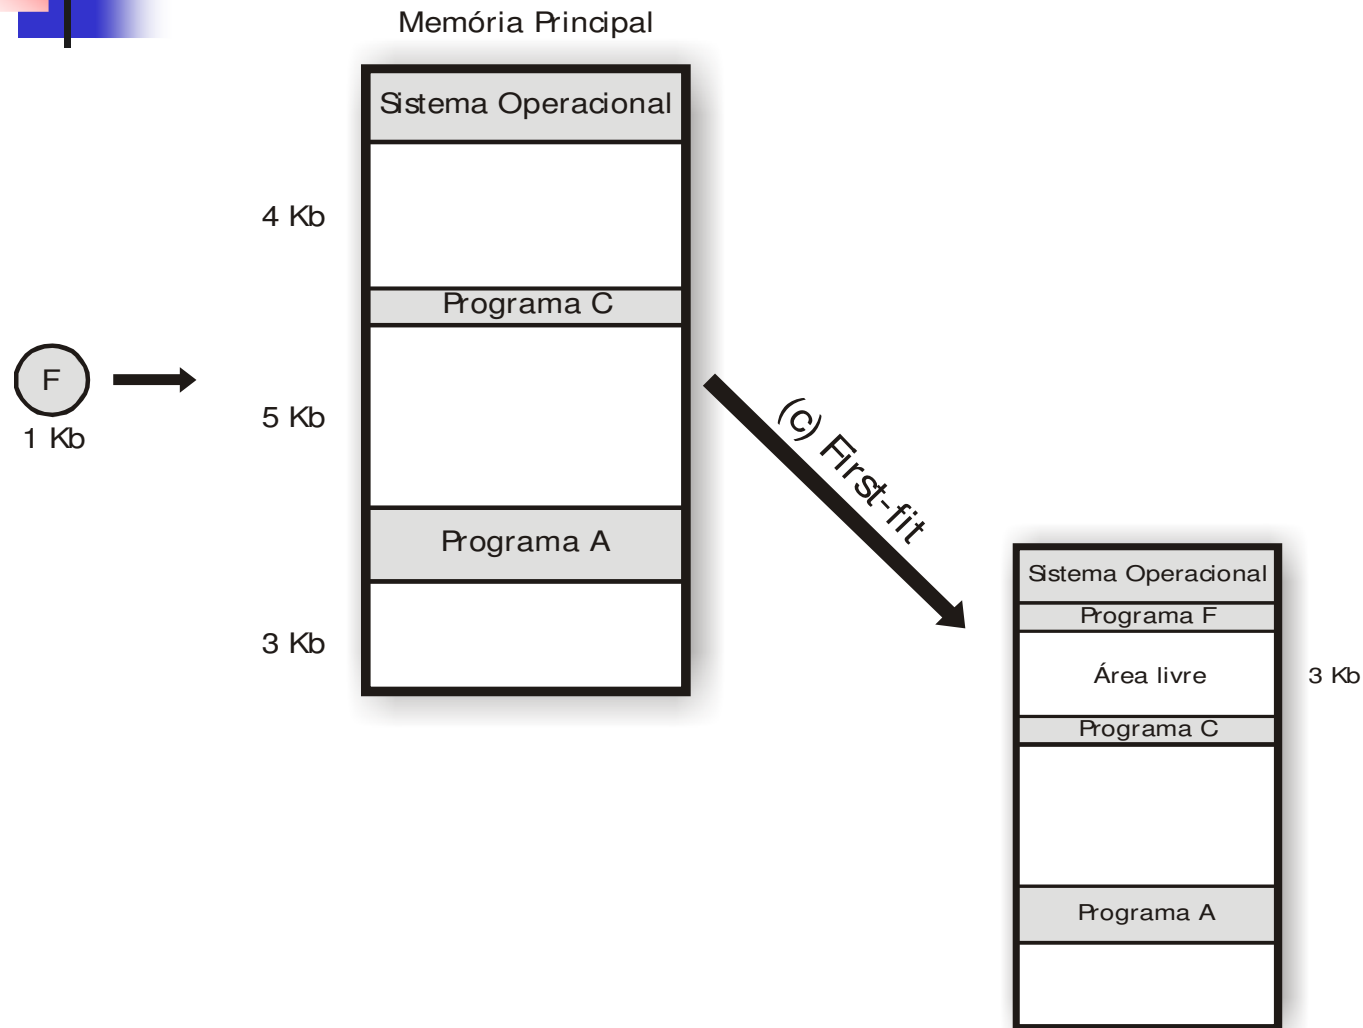 Memória Principal
Sistema Operacional
4 Kb
Programa C
F
1 Kb
5 Kb
Programa A
3 Kb
(c) First-fit
Sistema Operacional
Programa F
Área livre
3 Kb
Programa C
Programa A